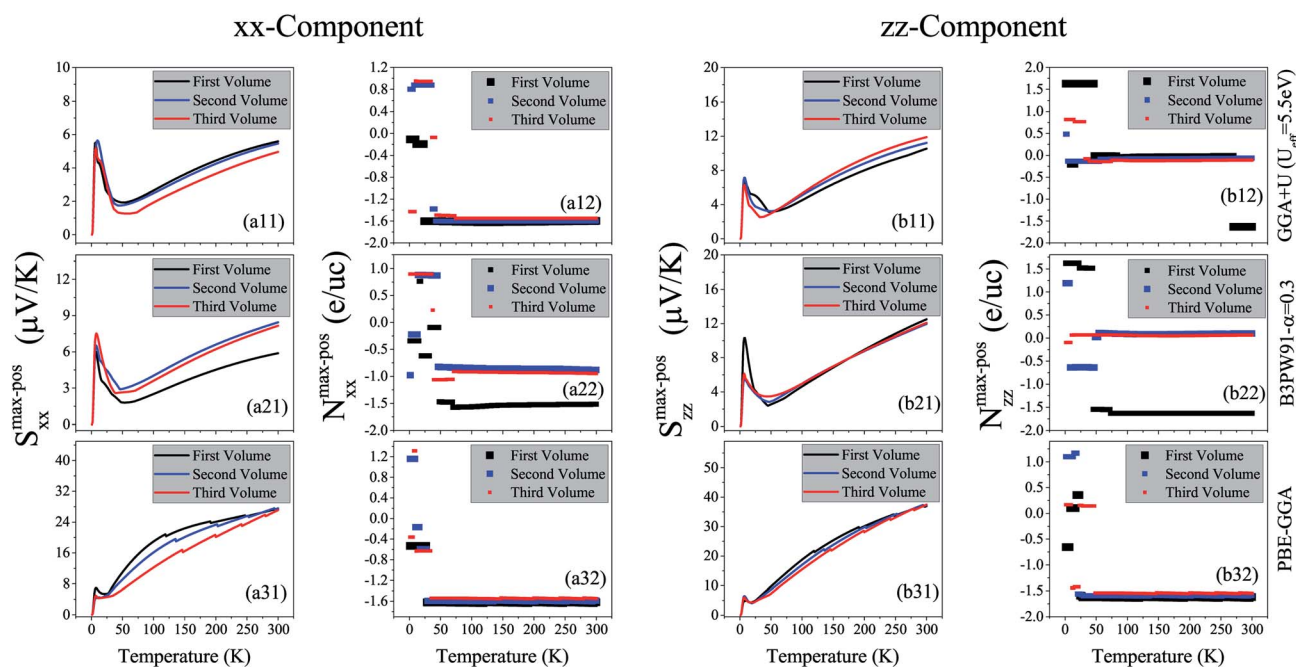 xx-Component
zz-Component
S_xx^max-pos (μV/K)
10
8
6
4
2
0
First Volume
Second Volume
Third Volume
(a11)
N_xx^max-pos (e/uc)
1.2
0.8
0.4
0.0
-0.4
-0.8
-1.2
-1.6
-2.0
First Volume
Second Volume
Third Volume
(a12)
S_zz^max-pos (μV/K)
20
16
12
8
4
0
First Volume
Second Volume
Third Volume
(b11)
N_zz^max-pos (e/uc)
2.0
1.5
1.0
0.5
0.0
-0.5
-1.0
-1.5
-2.0
First Volume
Second Volume
Third Volume
(b12)
GGA+U (U_eff=5.5eV)
12
9
6
3
0
First Volume
Second Volume
Third Volume
(a21)
1.0
0.5
0.0
-0.5
-1.0
-1.5
-2.0
First Volume
Second Volume
Third Volume
(a22)
20
16
12
8
4
0
First Volume
Second Volume
Third Volume
(b21)
1.5
1.0
0.5
0.0
-0.5
-1.0
-1.5
-2.0
First Volume
Second Volume
Third Volume
(b22)
B3PW91-α=0.3
40
32
24
16
8
0
First Volume
Second Volume
Third Volume
(a31)
1.2
0.8
0.4
0.0
-0.4
-0.8
-1.2
-1.6
First Volume
Second Volume
Third Volume
(a32)
50
40
30
20
10
0
First Volume
Second Volume
Third Volume
(b31)
1.0
0.5
0.0
-0.5
-1.0
-1.5
-2.0
First Volume
Second Volume
Third Volume
(b32)
PBE-GGA
0 50 100 150 200 250 300
0 50 100 150 200 250 300
0 50 100 150 200 250 300
0 50 100 150 200 250 300
Temperature (K)
Temperature (K)
Temperature (K)
Temperature (K)